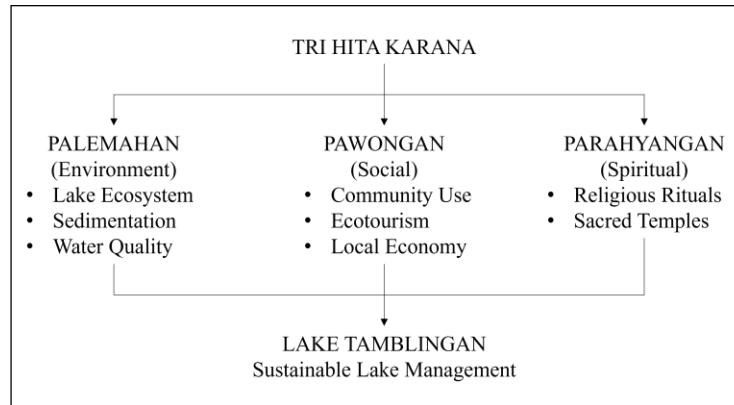 TRI HITA KARANA
PALEMAHAN
(Environment)
• Lake Ecosystem
• Sedimentation
• Water Quality
PAWONGAN
(Social)
• Community Use
• Ecotourism
• Local Economy
PARAHYANGAN
(Spiritual)
• Religious Rituals
• Sacred Temples
LAKE TAMBLINGAN
Sustainable Lake Management